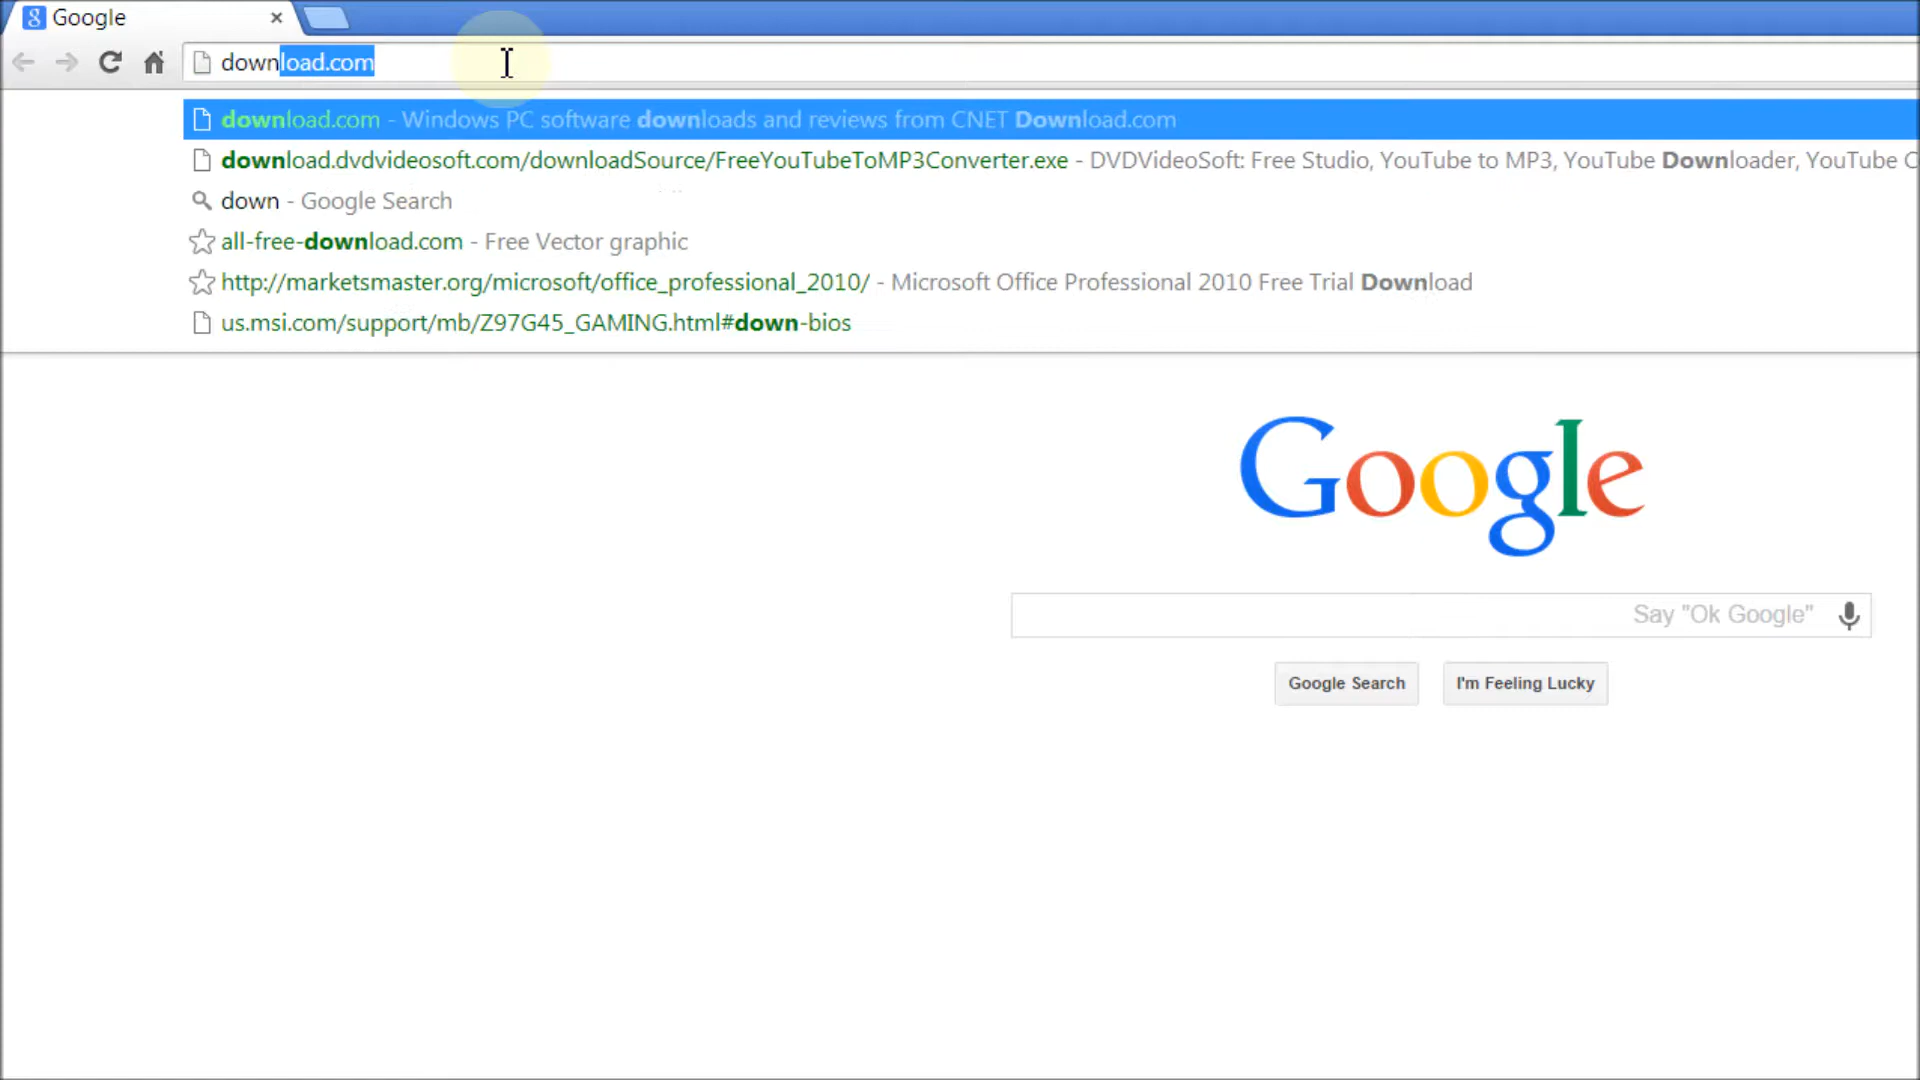 Google
download.com
download.com - Windows PC software downloads and reviews from CNET Download.com
download.dvdvideosoft.com/downloadSource/FreeYouTubeToMP3Converter.exe - DVDVideoSoft: Free Studio, YouTube to MP3, YouTube Downloader, YouTube C
down - Google Search
all-free-download.com - Free Vector graphic
http://marketsmaster.org/microsoft/office_professional_2010/ - Microsoft Office Professional 2010 Free Trial Download
us.msi.com/support/mb/Z97G45_GAMING.html#down-bios
Google
Say "Ok Google"
Google Search
I'm Feeling Lucky